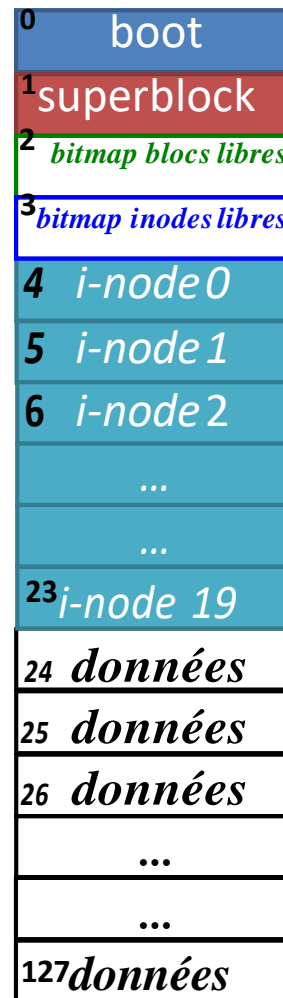 0 boot
1 superblock
2 bitmap blocs libres
3 bitmap inodes libres
4 i-node 0
5 i-node 1
6 i-node 2
...
...
23 i-node 19
24 données
25 données
26 données
...
...
127 données